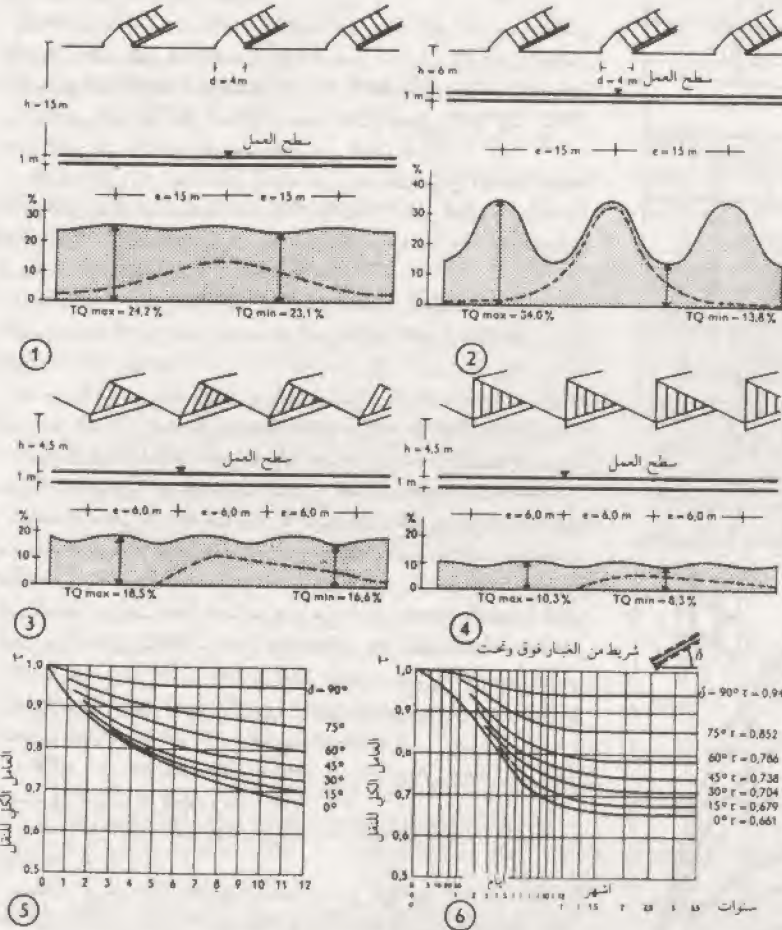 h = 15 m
d = 4 m
سطح العمل
1 m
e = 15 m
e = 15 m
%
30
20
10
0
TQ max = 24,2 %
TQ min = 23,1 %
1
h = 6 m
d = 4 m
سطح العمل
1 m
e = 15 m
e = 15 m
%
40
30
20
10
0
TQ max = 34,0 %
TQ min = 13,8 %
2
h = 4,5 m
سطح العمل
1 m
e = 6,0 m
e = 6,0 m
e = 6,0 m
%
20
10
0
TQ max = 18,5 %
TQ min = 16,6 %
3
h = 4,5 m
سطح العمل
1 m
e = 6,0 m
e = 6,0 m
e = 6,0 m
%
20
10
0
TQ max = 10,3 %
TQ min = 8,3 %
4
1,0
0,9
0,8
0,7
0,6
0,5
العامل الكلي للنقل
0 1 2 3 4 5 6 7 8 9 10 11 12
δ = 90°
75°
60°
45°
30°
15°
0°
5
شريط من الغبار فوق وتحت
δ
1,0
0,9
0,8
0,7
0,6
0,5
العامل الكلي للنقل
δ = 90° τ = 0,94
75° τ = 0,852
60° τ = 0,786
45° τ = 0,738
30° τ = 0,704
15° τ = 0,679
0° τ = 0,661
ايام
اشهر
سنوات
6